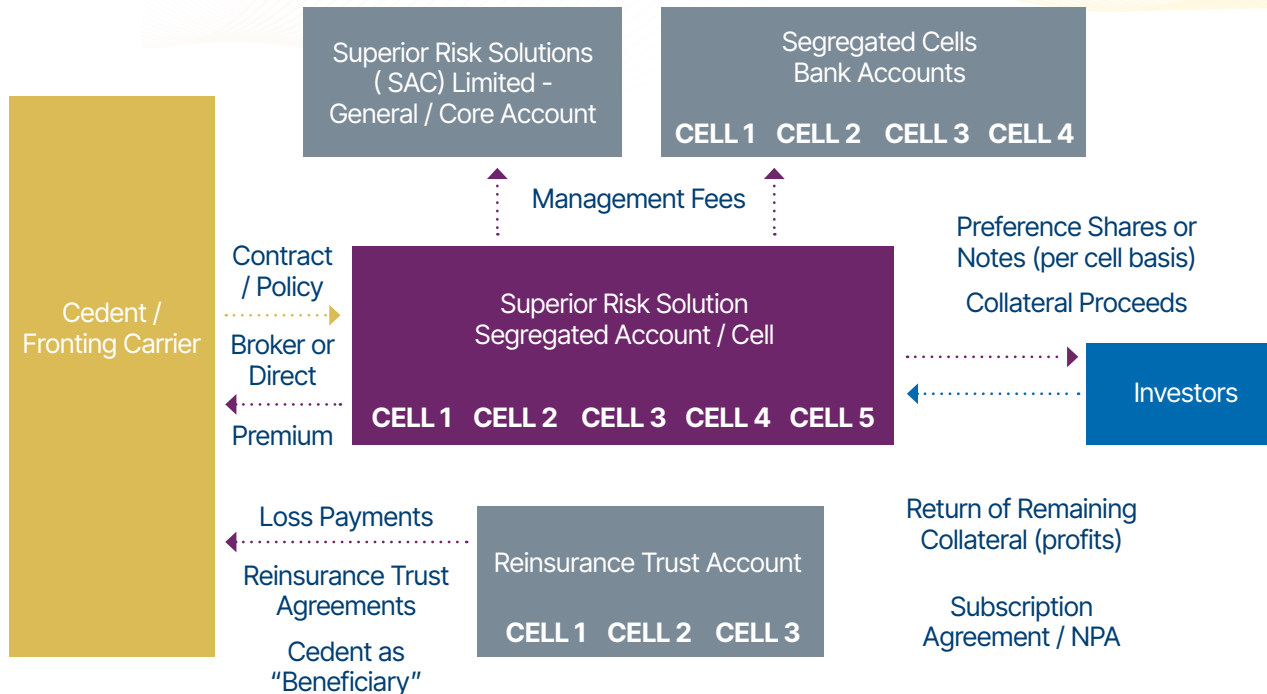 Superior Risk Solutions
( SAC) Limited -
General / Core Account
Segregated Cells
Bank Accounts
CELL 1 CELL 2 CELL 3 CELL 4
Management Fees
Cedent /
Fronting Carrier
Contract
/ Policy
Broker or
Direct
Premium
Superior Risk Solution
Segregated Account / Cell
CELL 1 CELL 2 CELL 3 CELL 4 CELL 5
Preference Shares or
Notes (per cell basis)
Collateral Proceeds
Investors
Loss Payments
Reinsurance Trust
Agreements
Cedent as
“Beneficiary”
Reinsurance Trust Account
CELL 1 CELL 2 CELL 3
Return of Remaining
Collateral (profits)
Subscription
Agreement / NPA